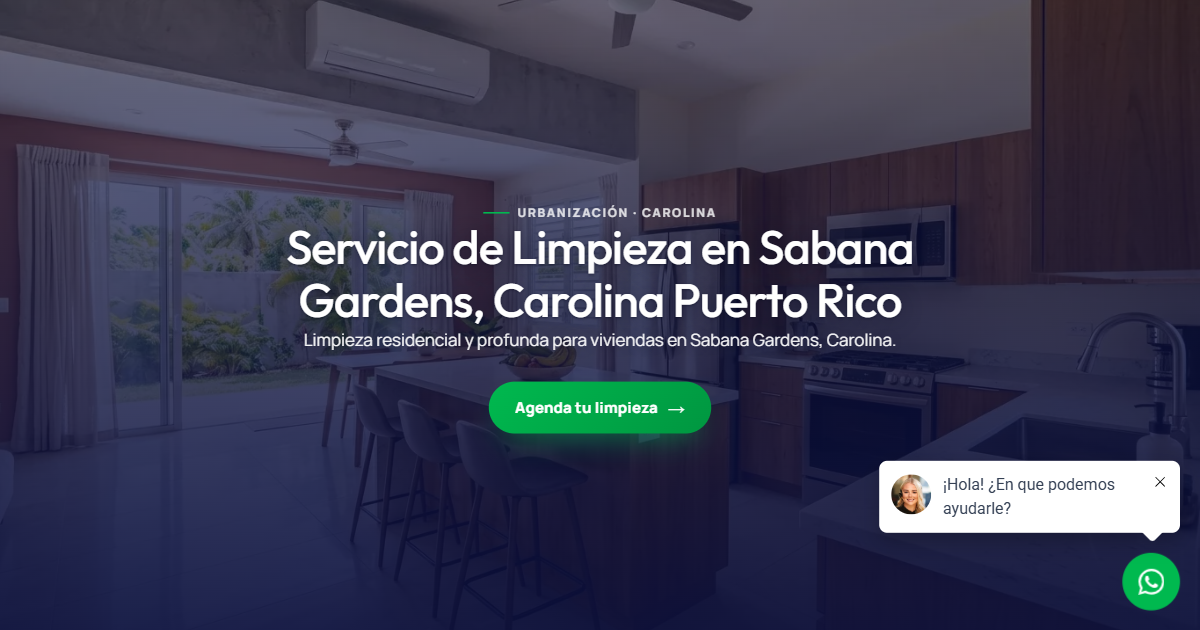 URBANIZACIÓN · CAROLINA
Servicio de Limpieza en Sabana
Gardens, Carolina Puerto Rico
Limpieza residencial y profunda para viviendas en Sabana Gardens, Carolina.
Agenda tu limpieza →
¡Hola! ¿En que podemos
ayudarle?